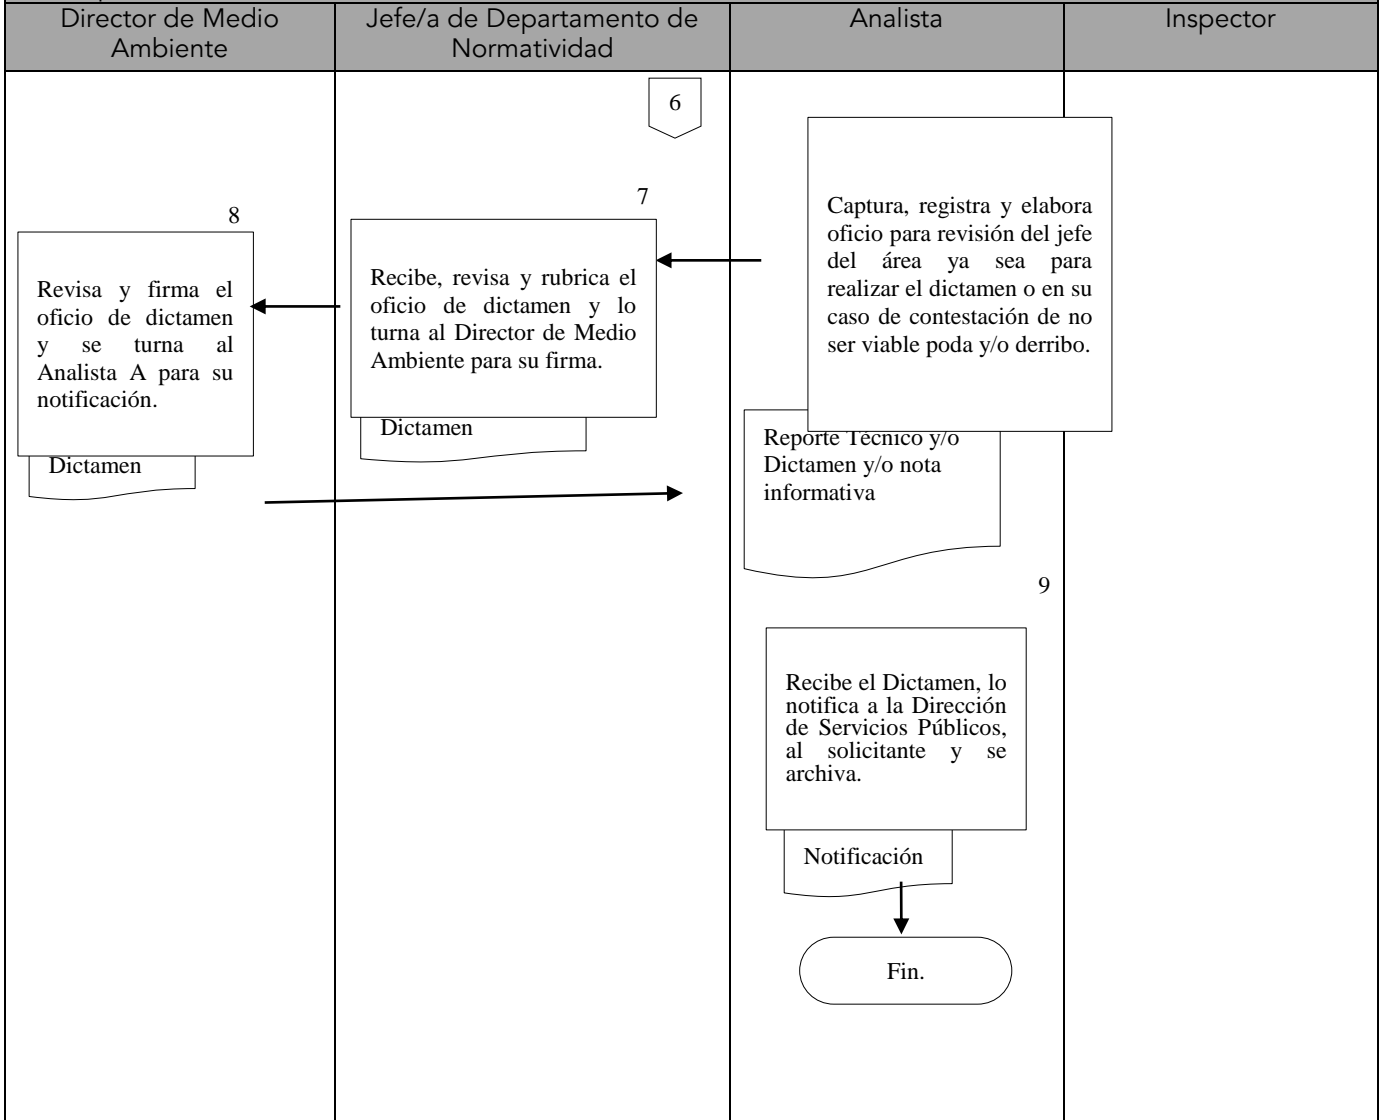 Director de Medio
Ambiente
Jefe/a de Departamento de
Normatividad
Analista
Inspector
6
Captura, registra y elabora
oficio para revisión del jefe
del área ya sea para
realizar el dictamen o en su
caso de contestación de no
ser viable poda y/o derribo.
Reporte Técnico y/o
Dictamen y/o nota
informativa
7
Recibe, revisa y rubrica el
oficio de dictamen y lo
turna al Director de Medio
Ambiente para su firma.
Dictamen
8
Revisa y firma el
oficio de dictamen
y se turna al
Analista A para su
notificación.
Dictamen
9
Recibe el Dictamen, lo
notifica a la Dirección
de Servicios Públicos,
al solicitante y se
archiva.
Notificación
Fin.